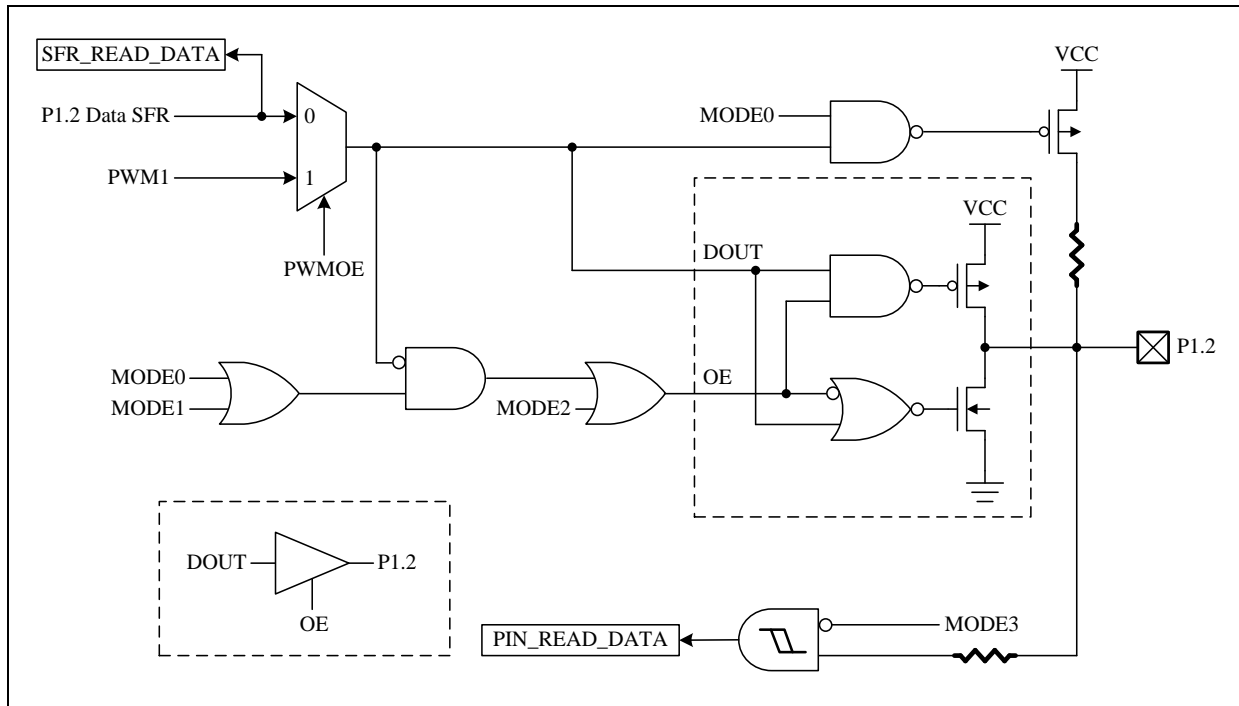 SFR_READ_DATA
VCC
P1.2 Data SFR
0
MODE0
PWM1
1
VCC
PWMOE
DOUT
P1.2
MODE0
OE
MODE1
MODE2
DOUT
P1.2
OE
PIN_READ_DATA
MODE3